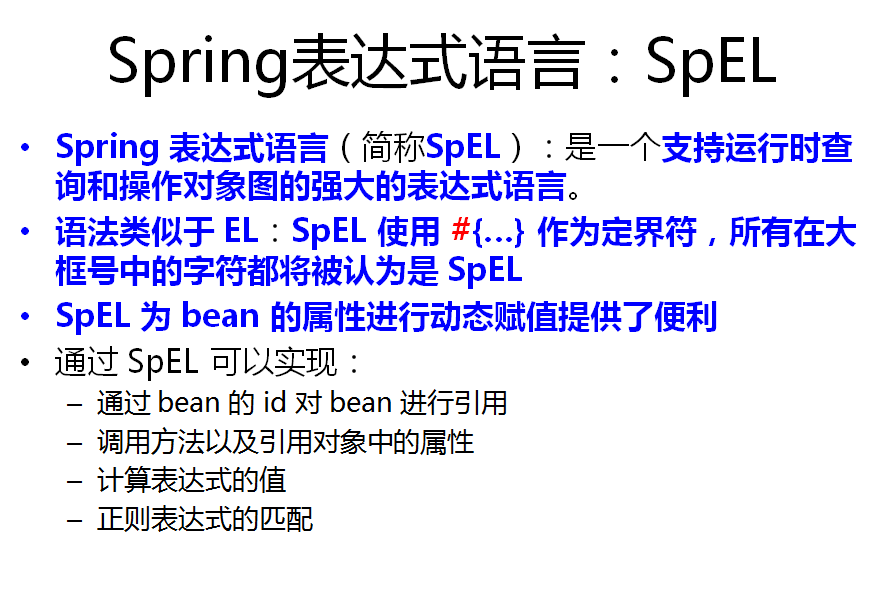 Spring表达式语言：SpEL
• Spring 表达式语言（简称SpEL）：是一个支持运行时查
询和操作对象图的强大的表达式语言。
• 语法类似于 EL：SpEL 使用 #{…} 作为定界符，所有在大
框号中的字符都将被认为是 SpEL
• SpEL 为 bean 的属性进行动态赋值提供了便利
• 通过 SpEL 可以实现：
– 通过 bean 的 id 对 bean 进行引用
– 调用方法以及引用对象中的属性
– 计算表达式的值
– 正则表达式的匹配